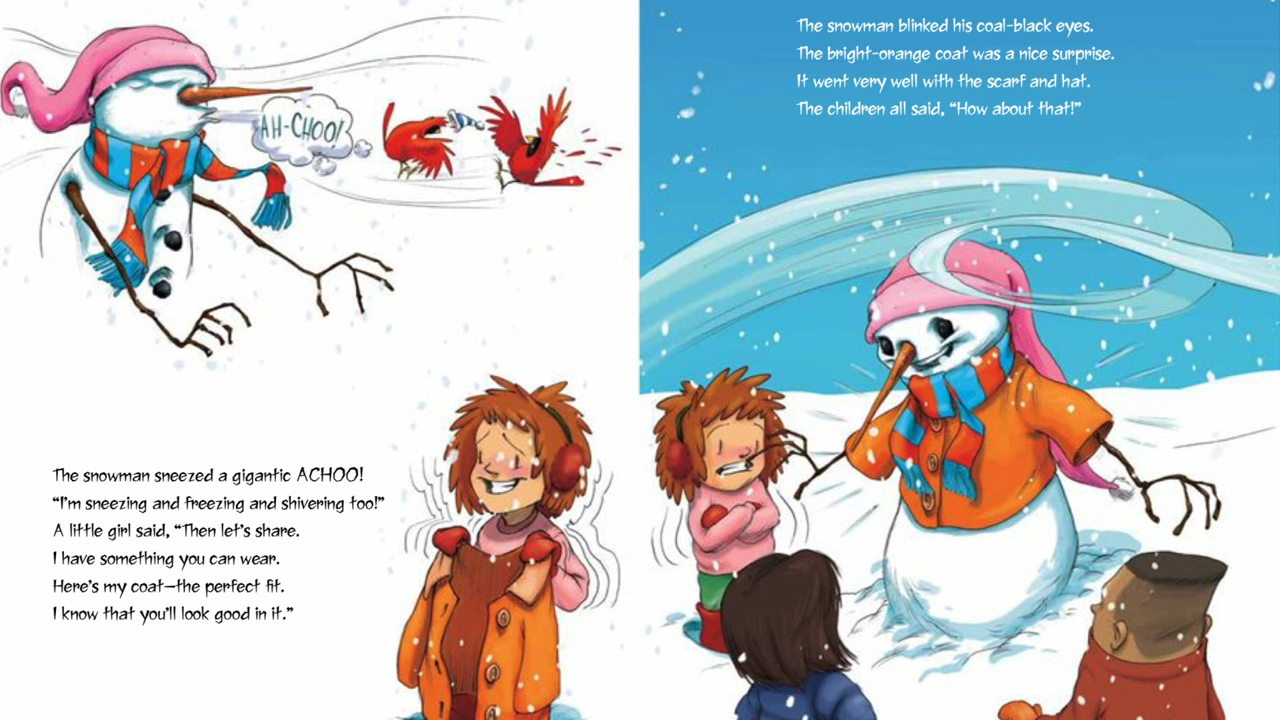 AH-CHOO!
The snowman sneezed a gigantic ACHOO!
“I’m sneezing and freezing and shivering too!”
A little girl said, “Then let’s share.
I have something you can wear.
Here’s my coat—the perfect fit.
I know that you’ll look good in it.”
The snowman blinked his coal-black eyes.
The bright-orange coat was a nice surprise.
It went very well with the scarf and hat.
The children all said, “How about that!”